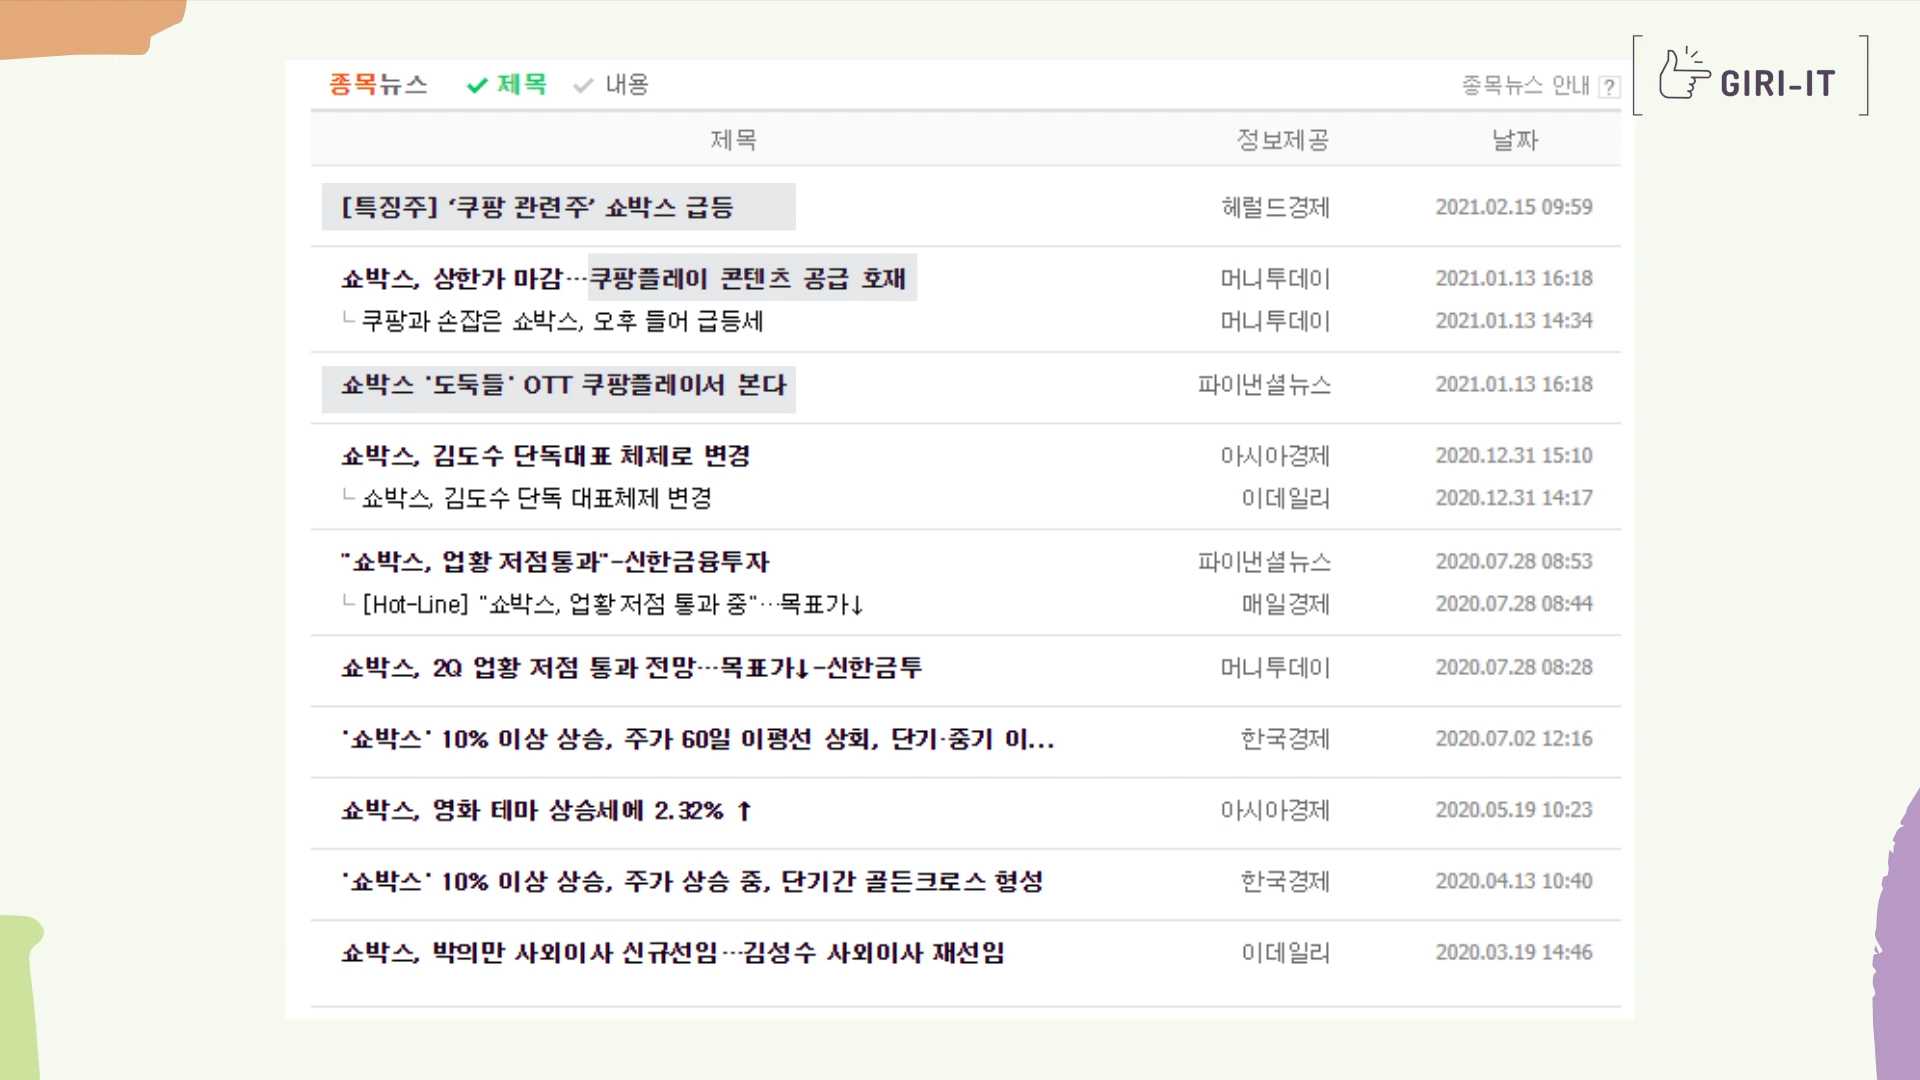 종목뉴스 제목 내용 종목뉴스 안내 ?
GIRI-IT
제목 정보제공 날짜
[특징주] ‘쿠팡 관련주’ 쇼박스 급등 헤럴드경제 2021.02.15 09:59
쇼박스, 상한가 마감…쿠팡플레이 콘텐츠 공급 호재 머니투데이 2021.01.13 16:18
쿠팡과 손잡은 쇼박스, 오후 들어 급등세 머니투데이 2021.01.13 14:34
쇼박스 '도둑들' OTT 쿠팡플레이서 본다 파이낸셜뉴스 2021.01.13 16:18
쇼박스, 김도수 단독대표 체제로 변경 아시아경제 2020.12.31 15:10
쇼박스, 김도수 단독 대표체제 변경 이데일리 2020.12.31 14:17
"쇼박스, 업황 저점통과"-신한금융투자 파이낸셜뉴스 2020.07.28 08:53
[Hot-Line] "쇼박스, 업황 저점 통과 중"…목표가↓ 매일경제 2020.07.28 08:44
쇼박스, 2Q 업황 저점 통과 전망…목표가↓-신한금투 머니투데이 2020.07.28 08:28
'쇼박스' 10% 이상 상승, 주가 60일 이평선 상회, 단기·중기 이... 한국경제 2020.07.02 12:16
쇼박스, 영화 테마 상승세에 2.32% ↑ 아시아경제 2020.05.19 10:23
'쇼박스' 10% 이상 상승, 주가 상승 중, 단기간 골든크로스 형성 한국경제 2020.04.13 10:40
쇼박스, 박의만 사외이사 신규선임…김성수 사외이사 재선임 이데일리 2020.03.19 14:46